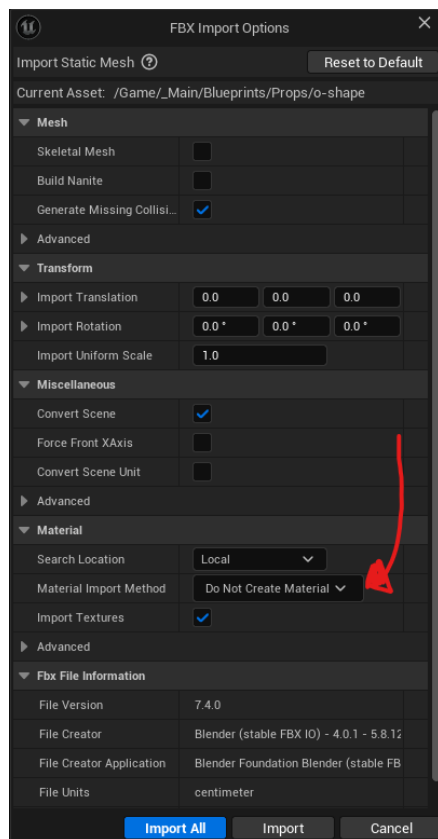 FBX Import Options
Import Static Mesh ? Reset to Default
Current Asset: /Game/_Main/Blueprints/Props/o-shape
Mesh
Skeletal Mesh
Build Nanite
Generate Missing Collisi...
Advanced
Transform
Import Translation 0.0 0.0 0.0
Import Rotation 0.0 ° 0.0 ° 0.0 °
Import Uniform Scale 1.0
Miscellaneous
Convert Scene
Force Front XAxis
Convert Scene Unit
Advanced
Material
Search Location Local
Material Import Method Do Not Create Material
Import Textures
Advanced
Fbx File Information
File Version 7.4.0
File Creator Blender (stable FBX IO) - 4.0.1 - 5.8.12
File Creator Application Blender Foundation Blender (stable FB
File Units centimeter
Import All Import Cancel